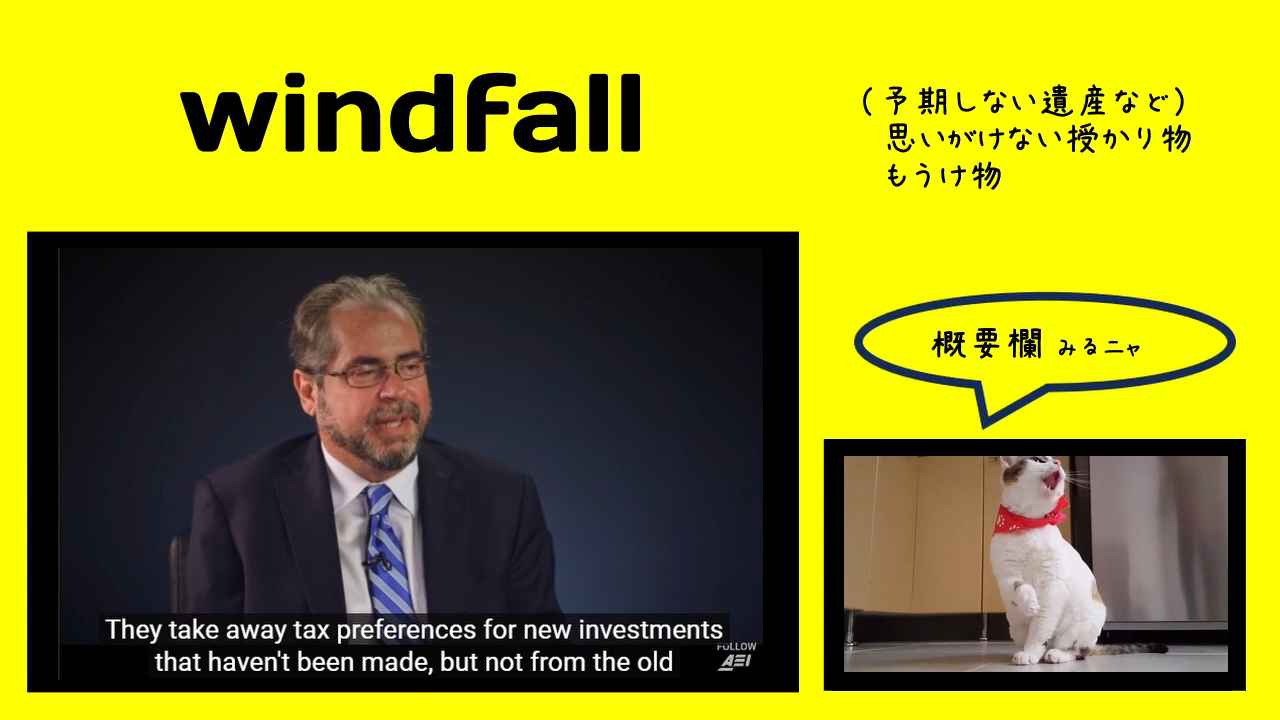 windfall
(予期しない遺産など)
思いがけない授かり物
もうけ物
概要欄 みるニャ
They take away tax preferences for new investments
that haven't been made, but not from the old
FOLLOW
AEI